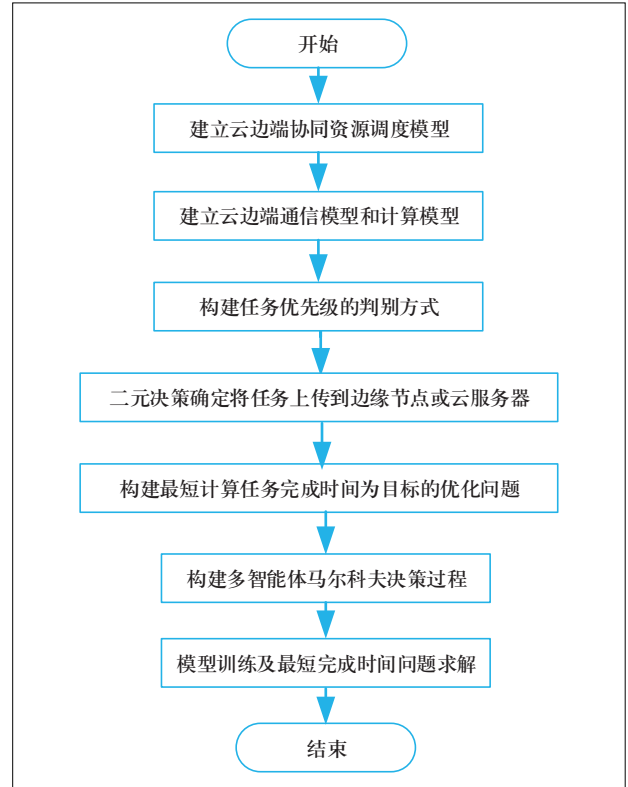 开始
建立云边端协同资源调度模型
建立云边端通信模型和计算模型
构建任务优先级的判别方式
二元决策确定将任务上传到边缘节点或云服务器
构建最短计算任务完成时间为目标的优化问题
构建多智能体马尔科夫决策过程
模型训练及最短完成时间问题求解
结束